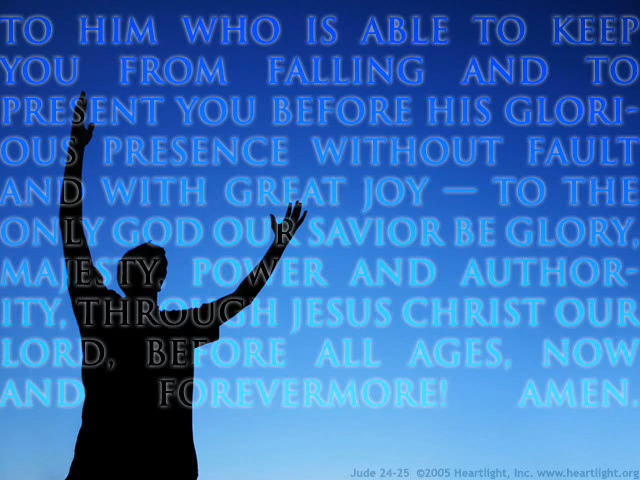 TO HIM WHO IS ABLE TO KEEP
YOU FROM FALLING AND TO
PRESENT YOU BEFORE HIS GLORI-
OUS PRESENCE WITHOUT FAULT
AND WITH GREAT JOY — TO THE
ONLY GOD OUR SAVIOR BE GLORY,
MAJESTY, POWER AND AUTHOR-
ITY, THROUGH JESUS CHRIST OUR
LORD, BEFORE ALL AGES, NOW
AND FOREVERMORE! AMEN.
Jude 24-25 ©2005 Heartlight, Inc. www.heartlight.org